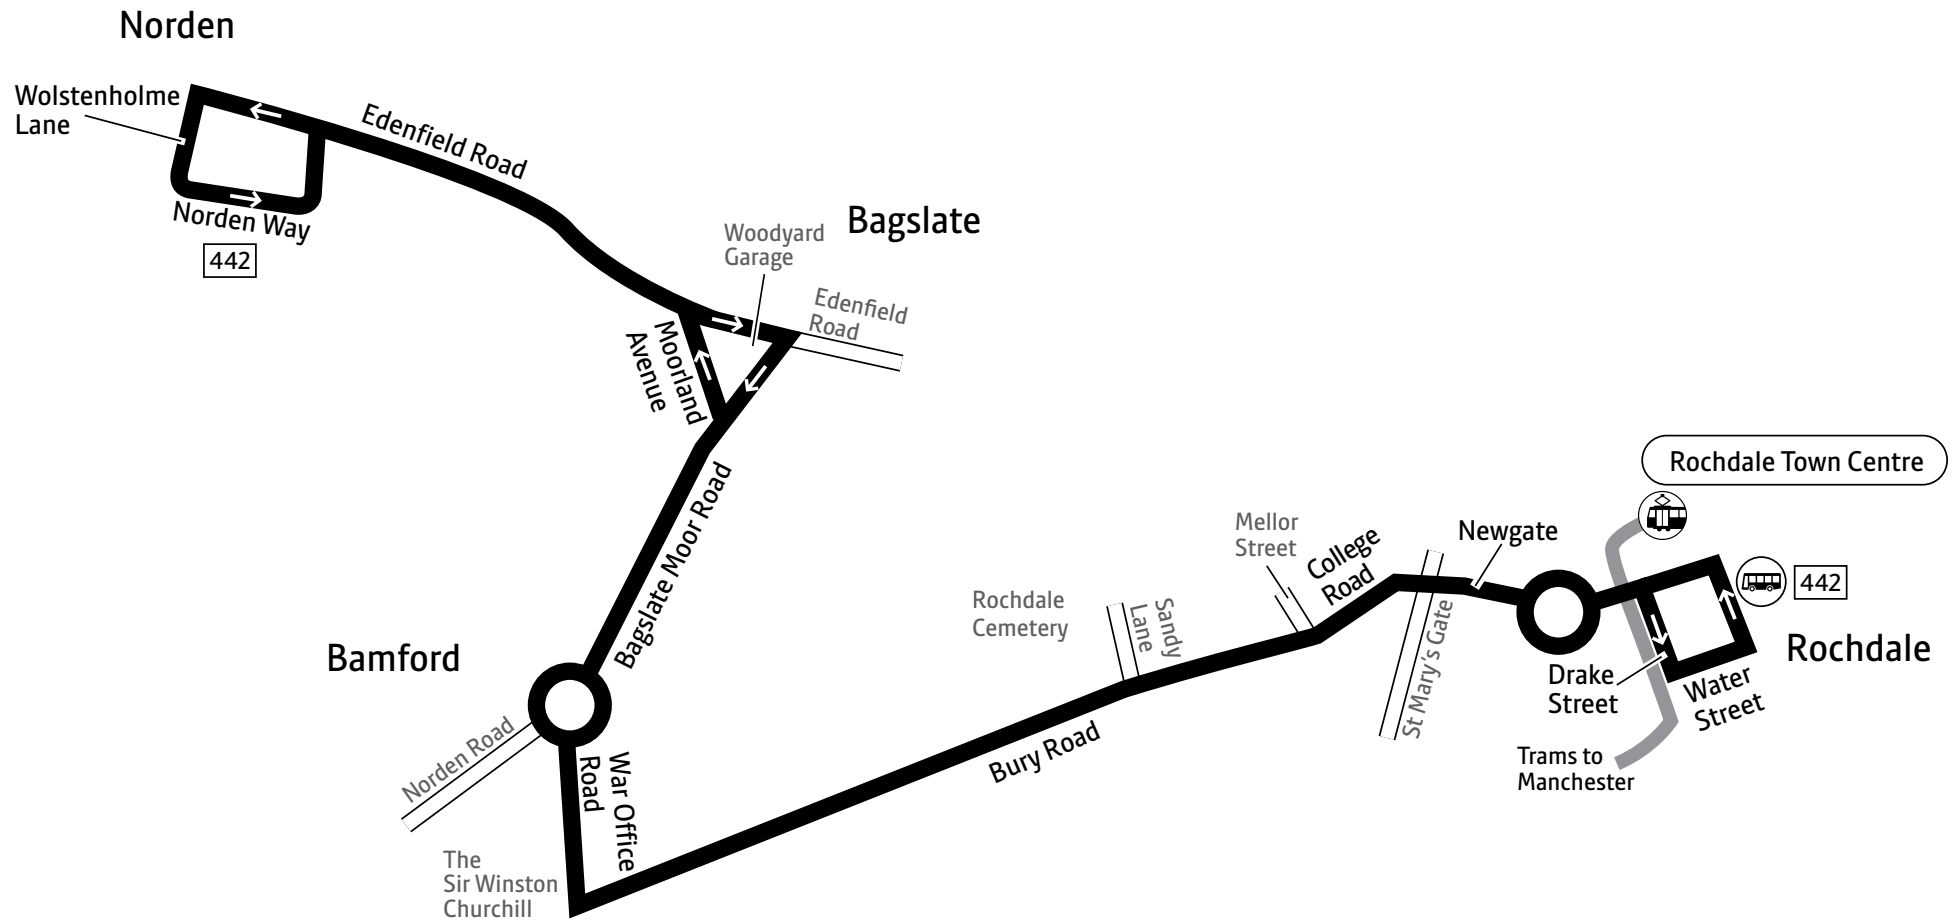 Norden
Wolstenholme
Lane
Edenfield Road
Norden Way
442
Woodyard
Garage
Bagslate
Edenfield
Road
Moorland
Avenue
Bagslate Moor Road
Bamford
Norden Road
War Office
Road
The
Sir Winston
Churchill
Bury Road
Rochdale
Cemetery
Sandy
Lane
Mellor
Street
College
Road
St Mary's Gate
Newgate
Rochdale Town Centre
442
Rochdale
Drake
Street
Water
Street
Trams to
Manchester